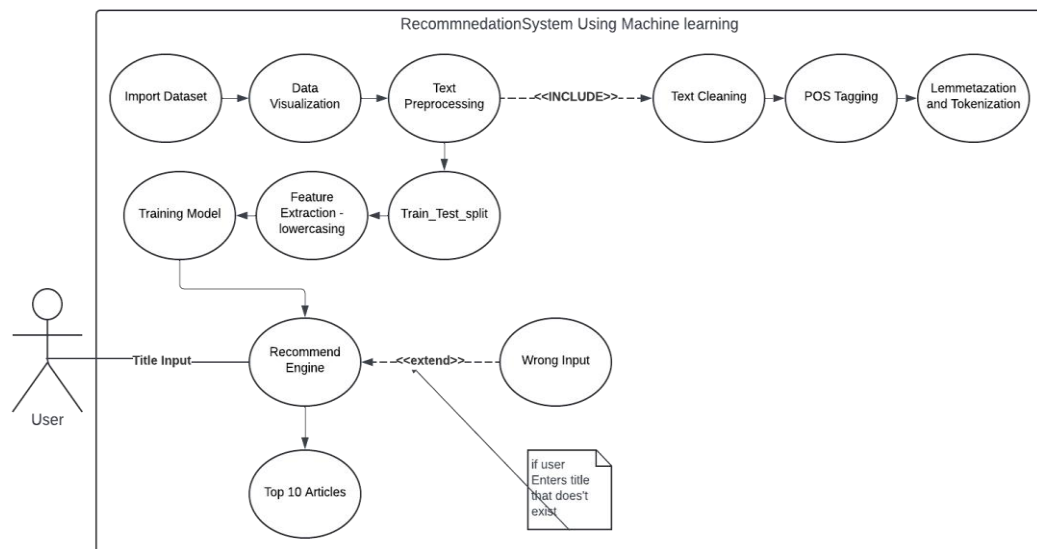 RecommnedationSystem Using Machine learning
Import Dataset
Data
Visualization
Text
Preprocessing
<<INCLUDE>>
Text Cleaning
POS Tagging
Lemmetazation
and Tokenization
Training Model
Feature
Extraction -
lowercasing
Train_Test_split
Title Input
Recommend
Engine
<<extend>>
Wrong Input
User
if user
Enters title
that does't
exist
Top 10 Articles